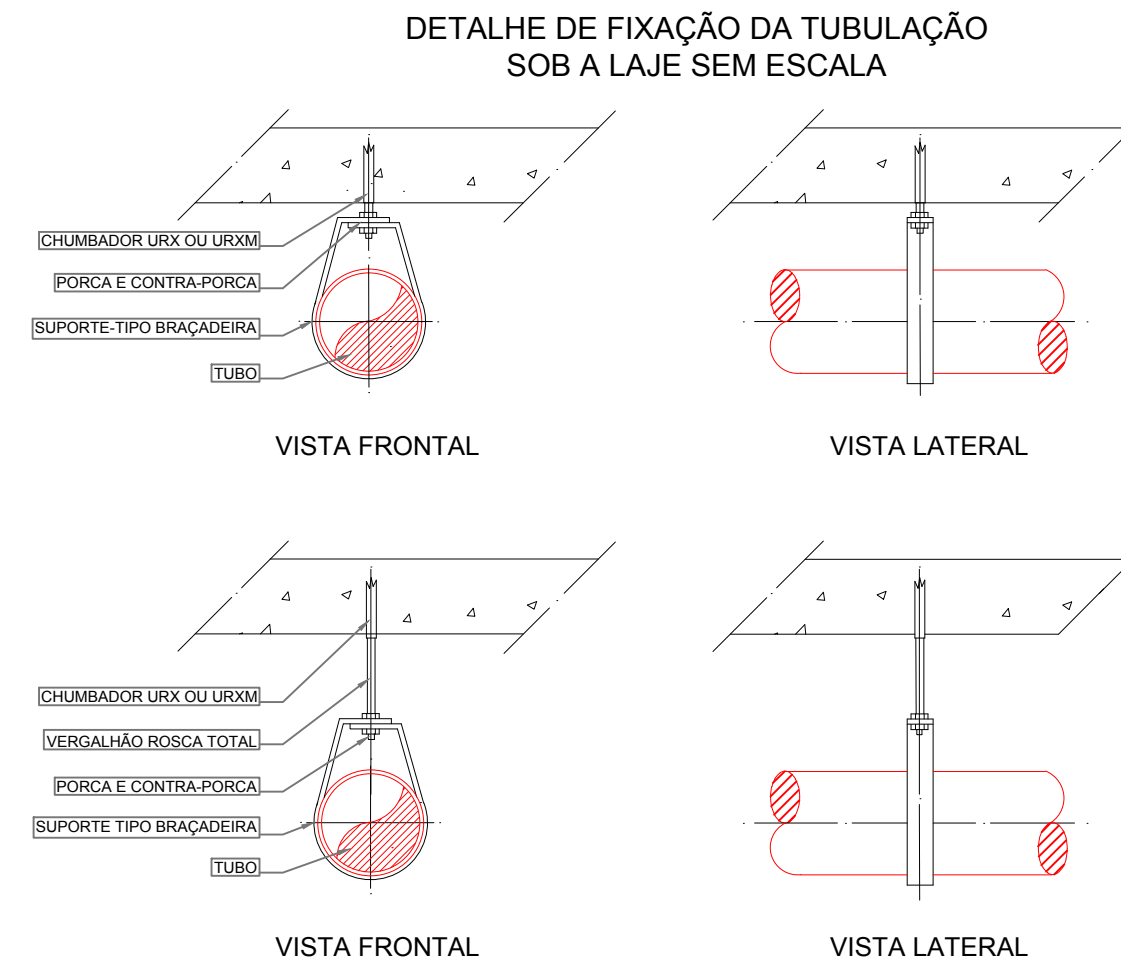 DETALHE DE FIXAÇÃO DA TUBULAÇÃO
SOB A LAJE SEM ESCALA
CHUMBADOR URX OU URXM
PORCA E CONTRA-PORCA
SUPORTE-TIPO BRAÇADEIRA
TUBO
VISTA FRONTAL
VISTA LATERAL
CHUMBADOR URX OU URXM
VERGALHÃO ROSCA TOTAL
PORCA E CONTRA-PORCA
SUPORTE TIPO BRAÇADEIRA
TUBO
VISTA FRONTAL
VISTA LATERAL